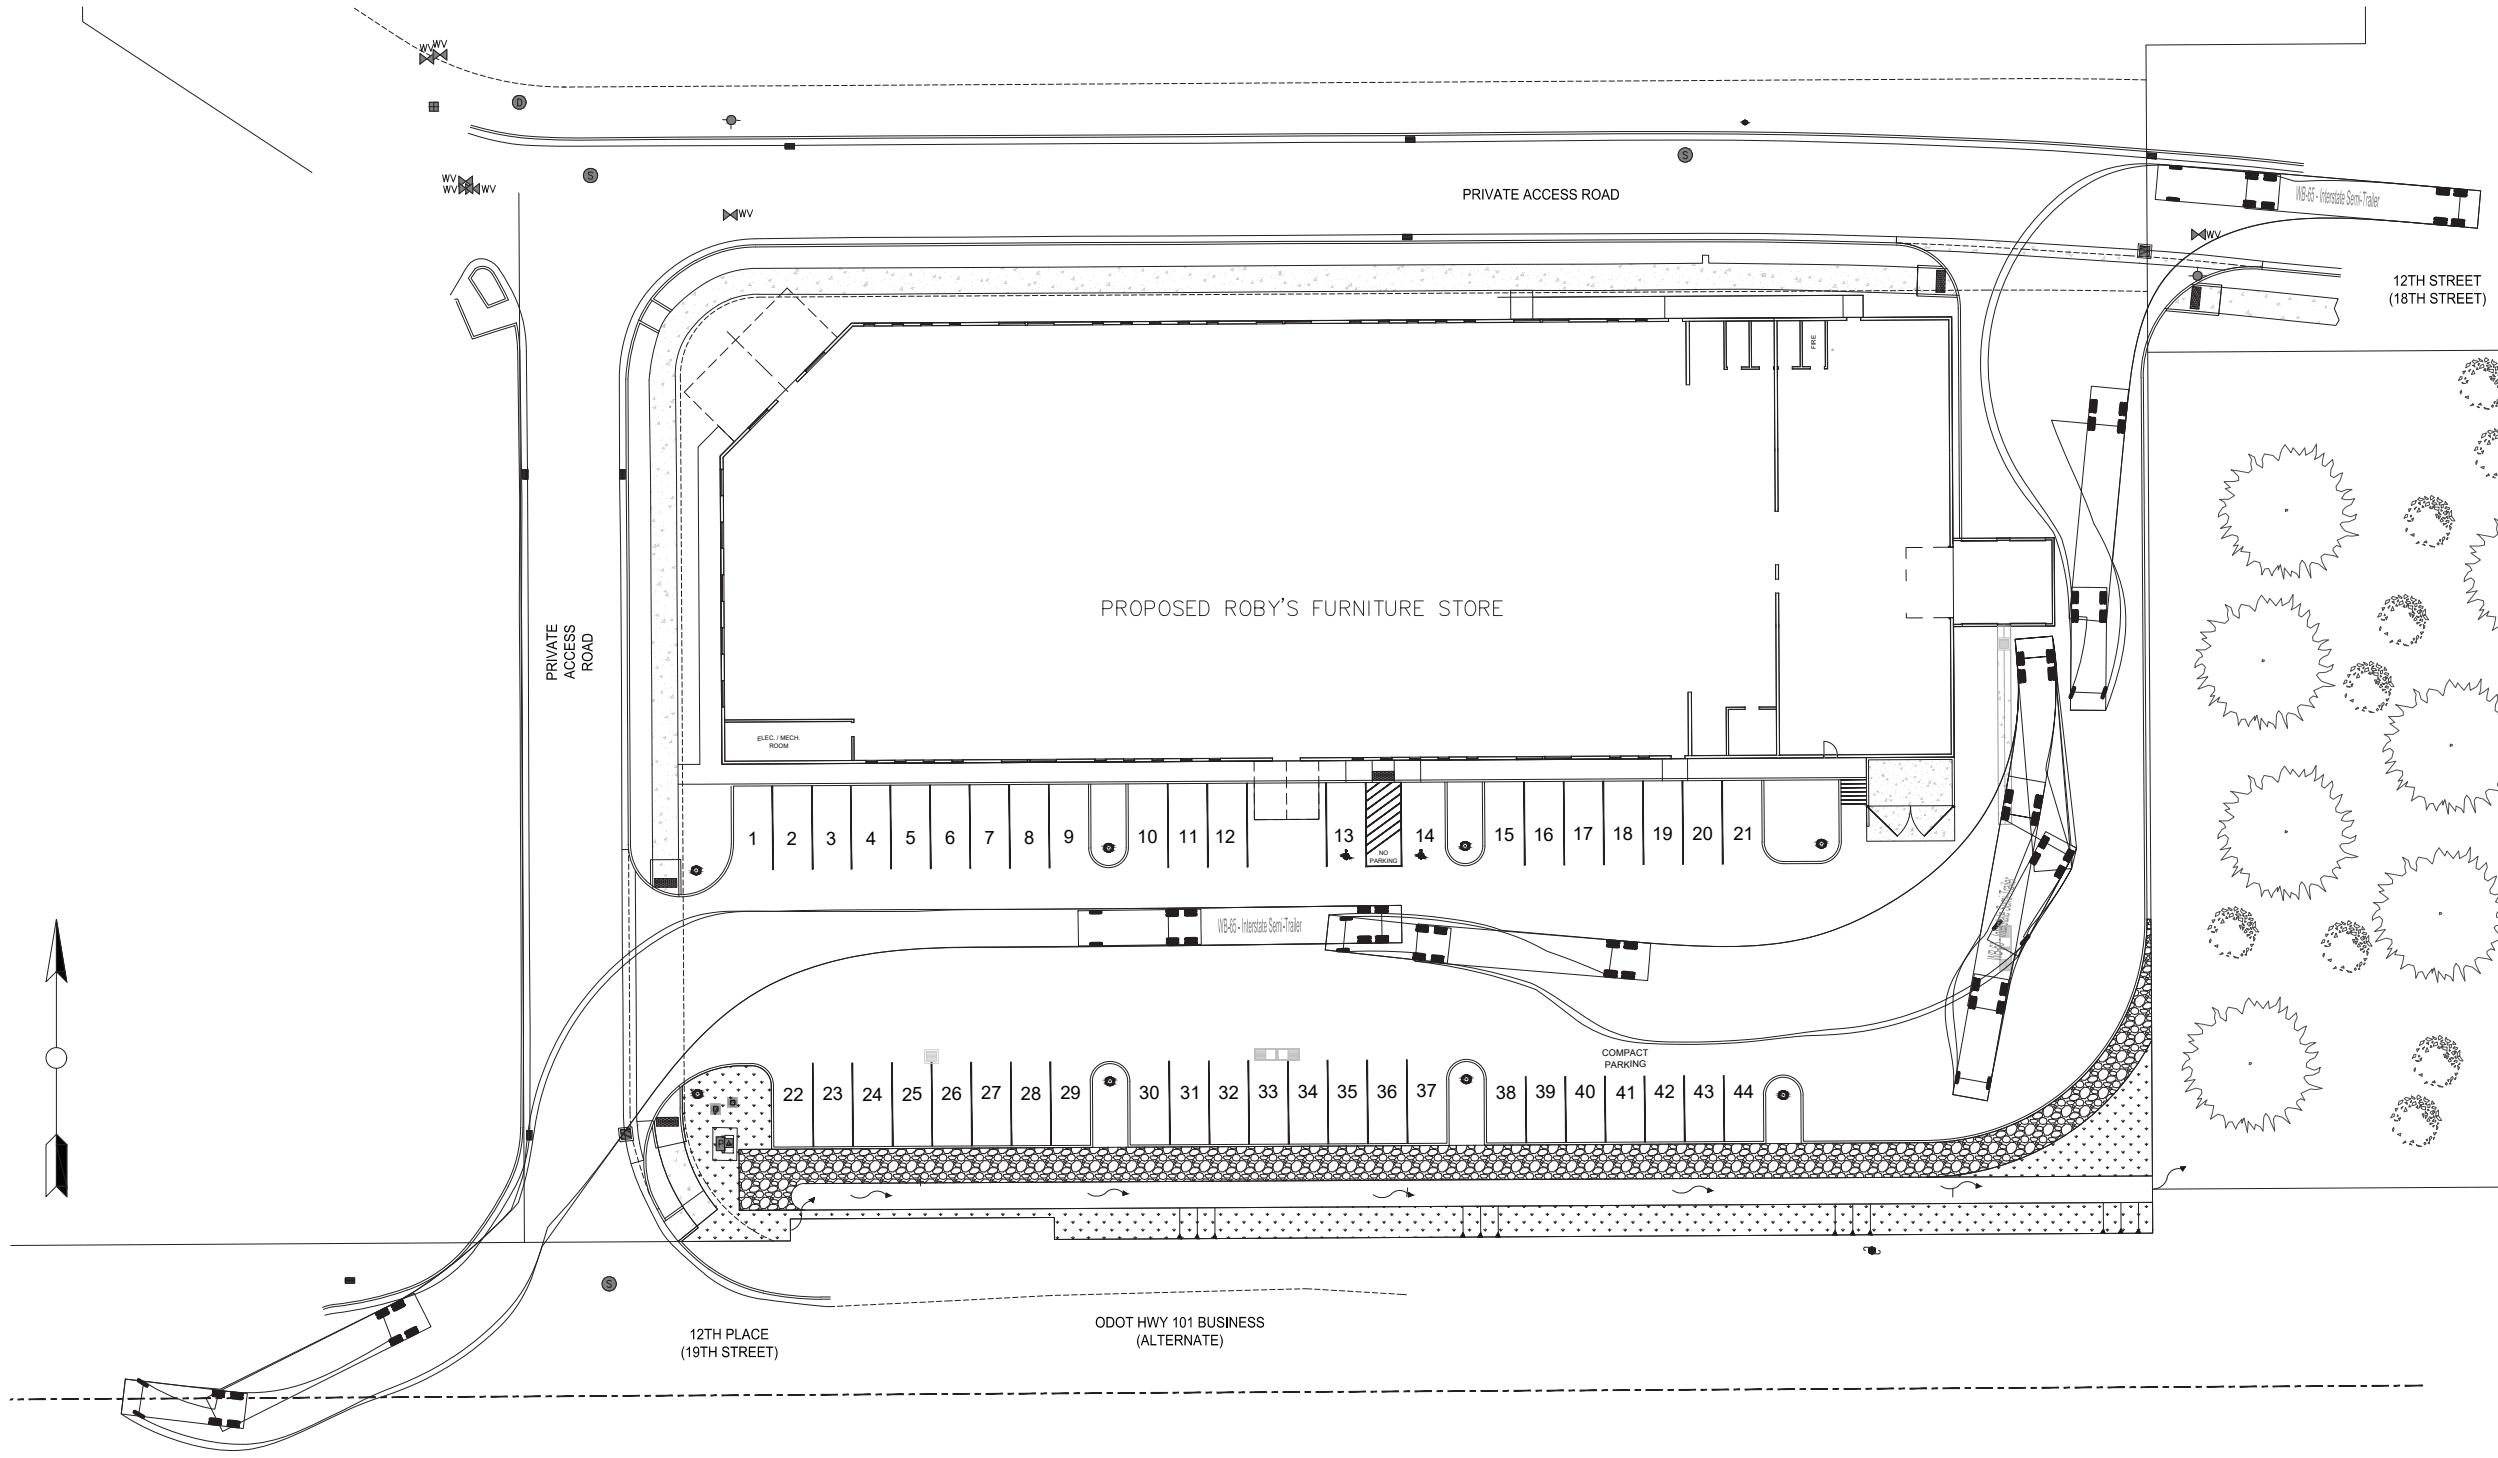 WV
WV
D
S
S
WV
WV
WV
WV
PRIVATE ACCESS ROAD
WB-65 - Interstate Semi-Trailer
WV
12TH STREET
(18TH STREET)
FIRE
PROPOSED ROBY'S FURNITURE STORE
PRIVATE
ACCESS
ROAD
ELEC. / MECH.
ROOM
1
2
3
4
5
6
7
8
9
10
11
12
13
NO
PARKING
14
15
16
17
18
19
20
21
WB-65 - Interstate Semi-Trailer
COMPACT
PARKING
22
23
24
25
26
27
28
29
30
31
32
33
34
35
36
37
38
39
40
41
42
43
44
S
12TH PLACE
(19TH STREET)
ODOT HWY 101 BUSINESS
(ALTERNATE)